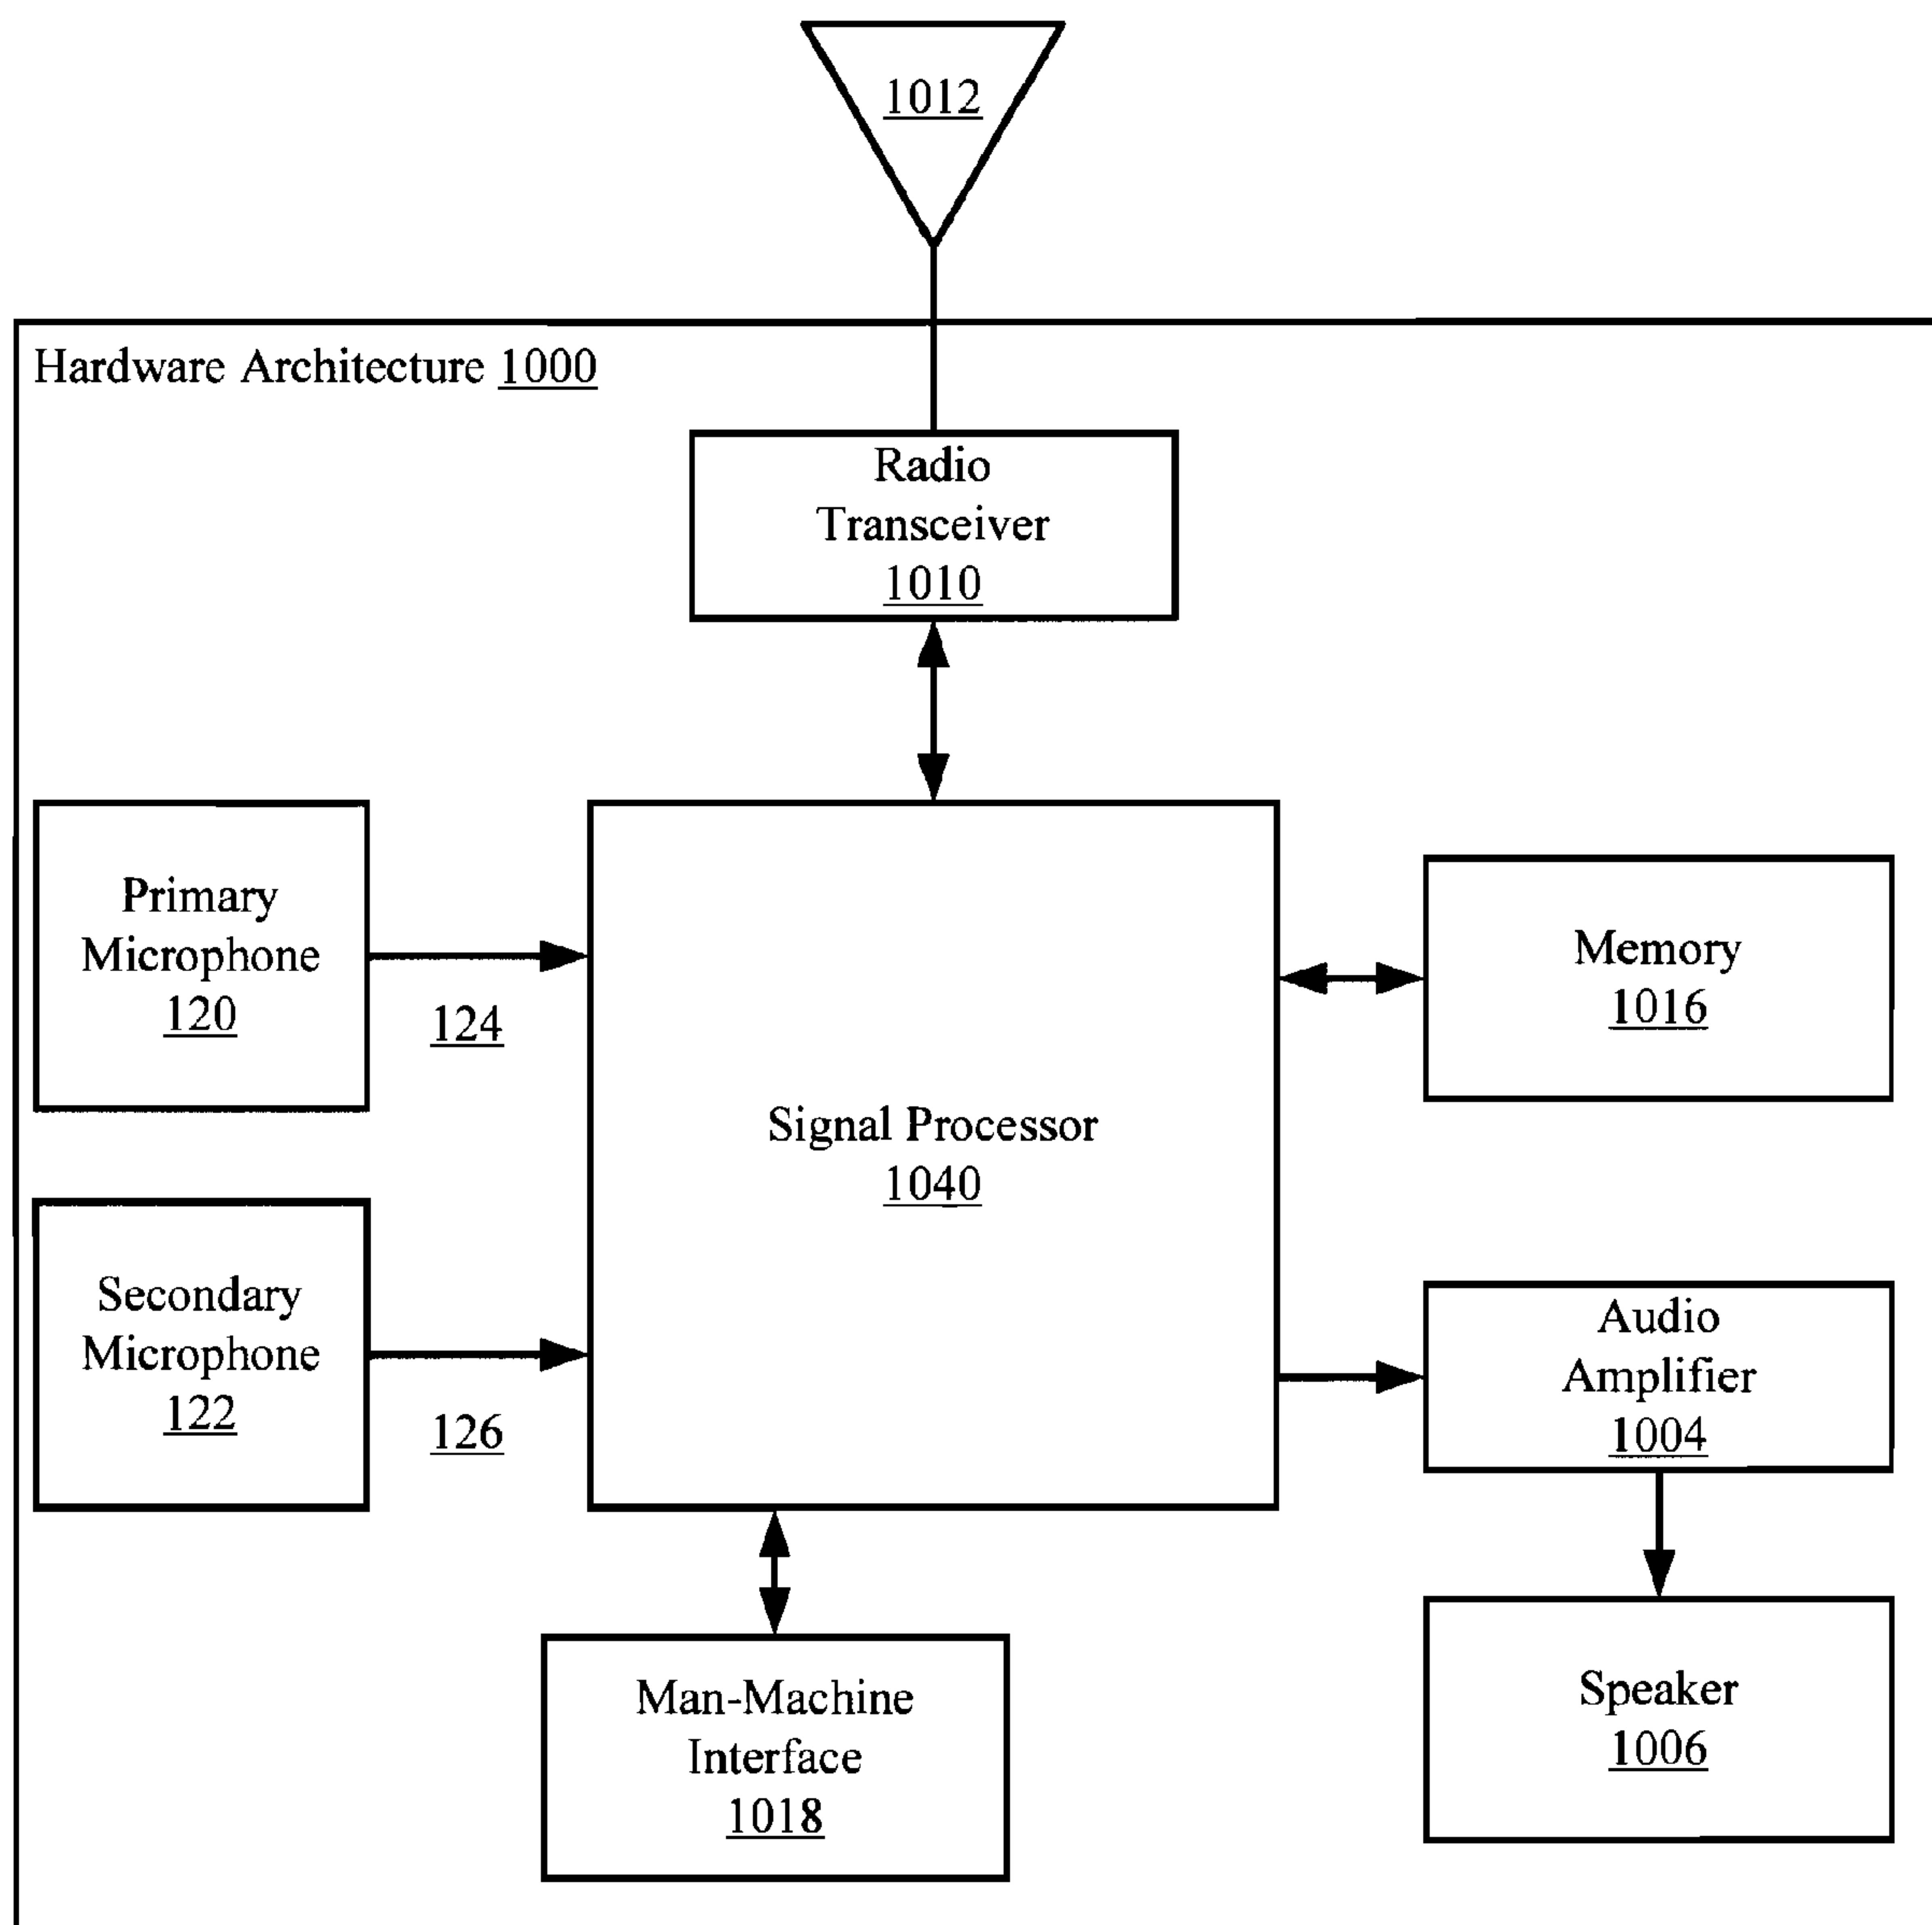 1012
Hardware Architecture 1000
Radio
Transceiver
1010
Primary
Microphone
120
124
Signal Processor
1040
Memory
1016
Secondary
Microphone
122
126
Audio
Amplifier
1004
Man-Machine
Interface
1018
Speaker
1006